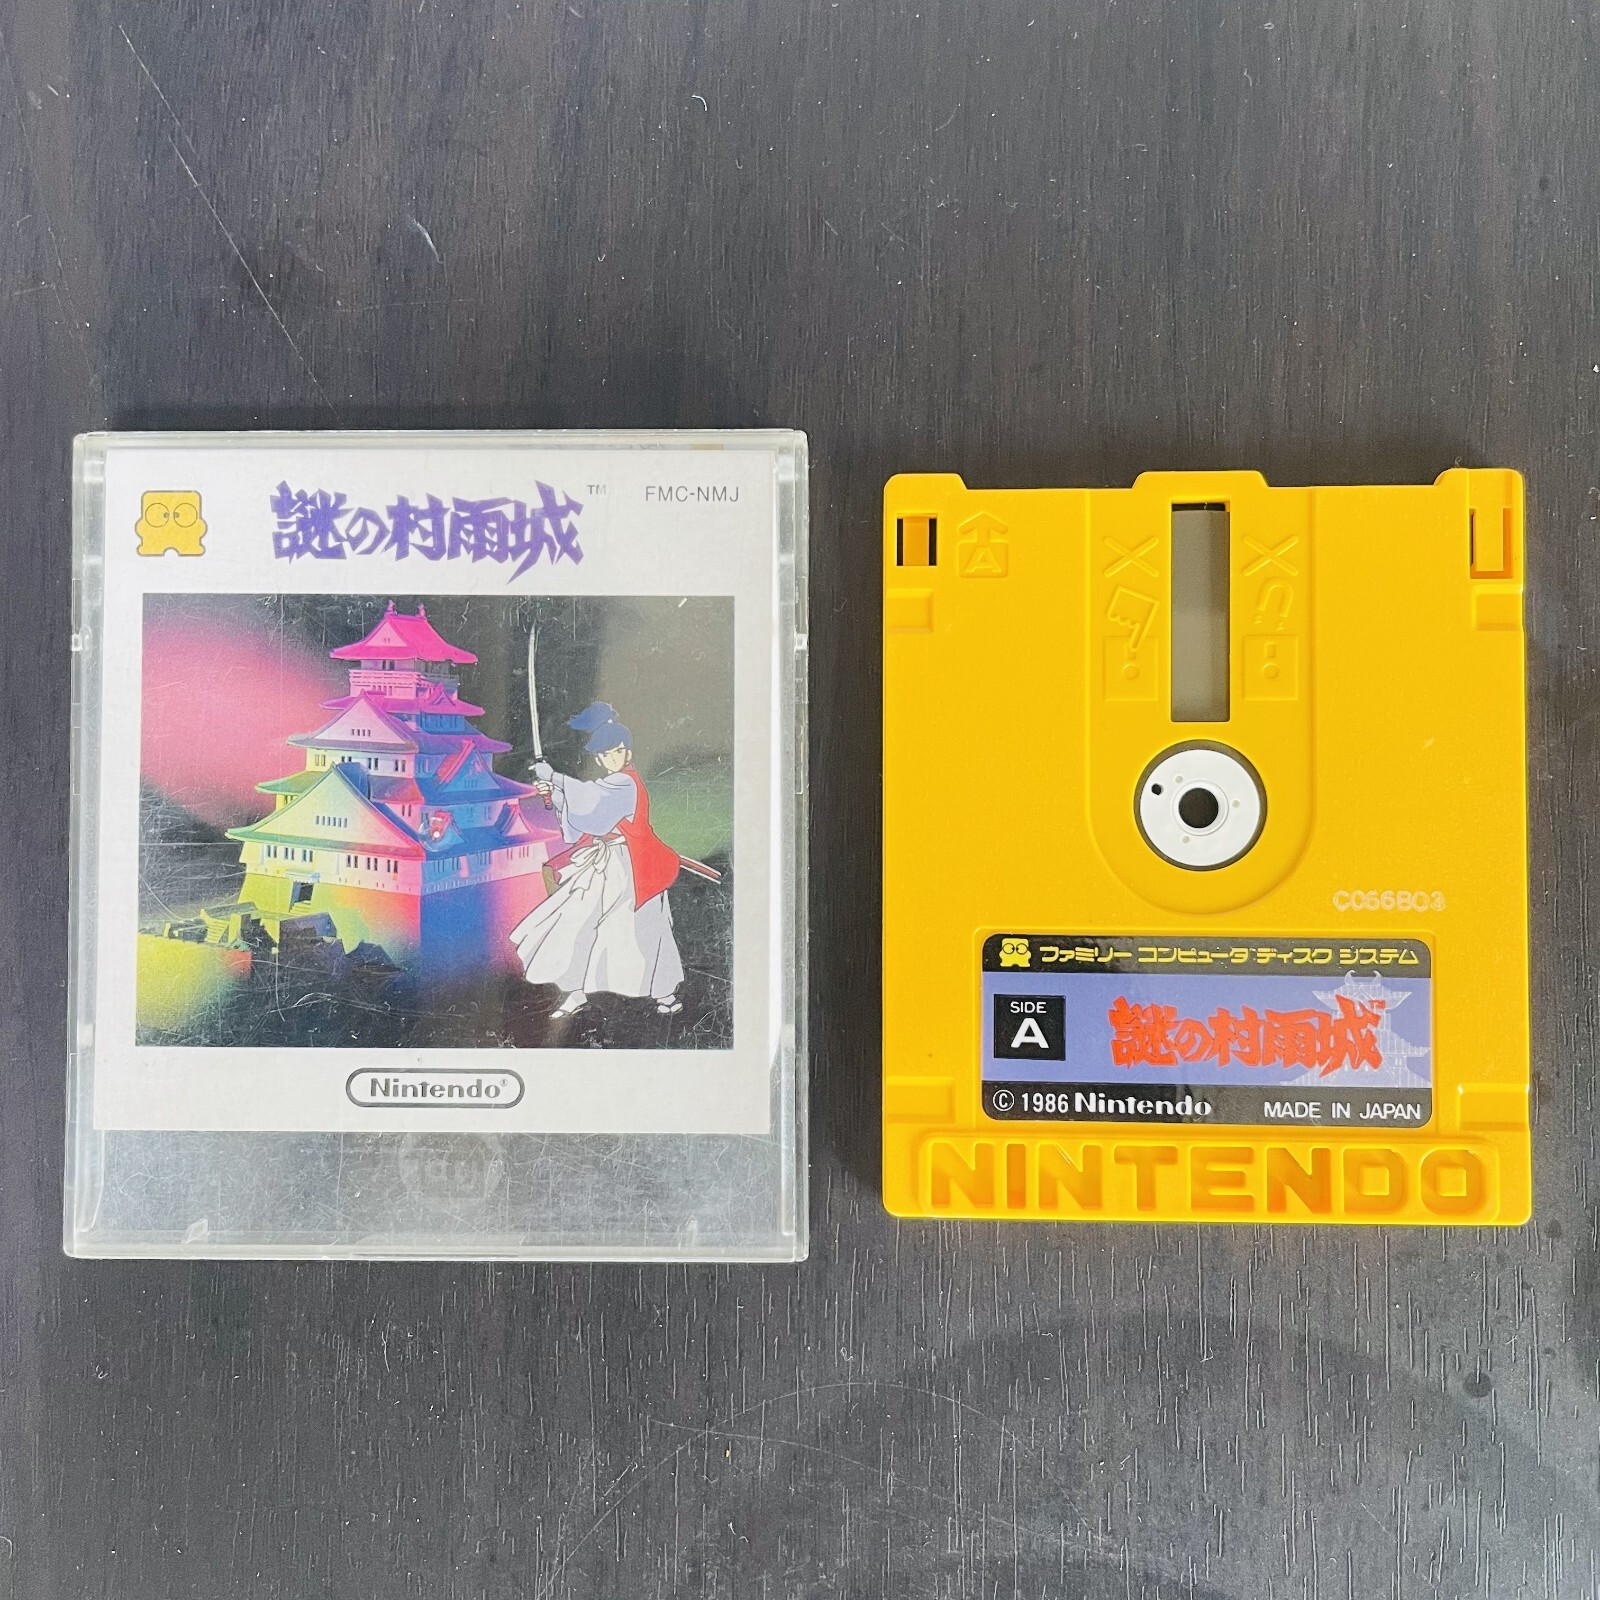 謎の村雨城™
FMC-NMJ
Nintendo®
A
C056B03
ファミリー コンピュータ ディスク システム
SIDE
A
謎の村雨城™
© 1986 Nintendo
MADE IN JAPAN
NINTENDO